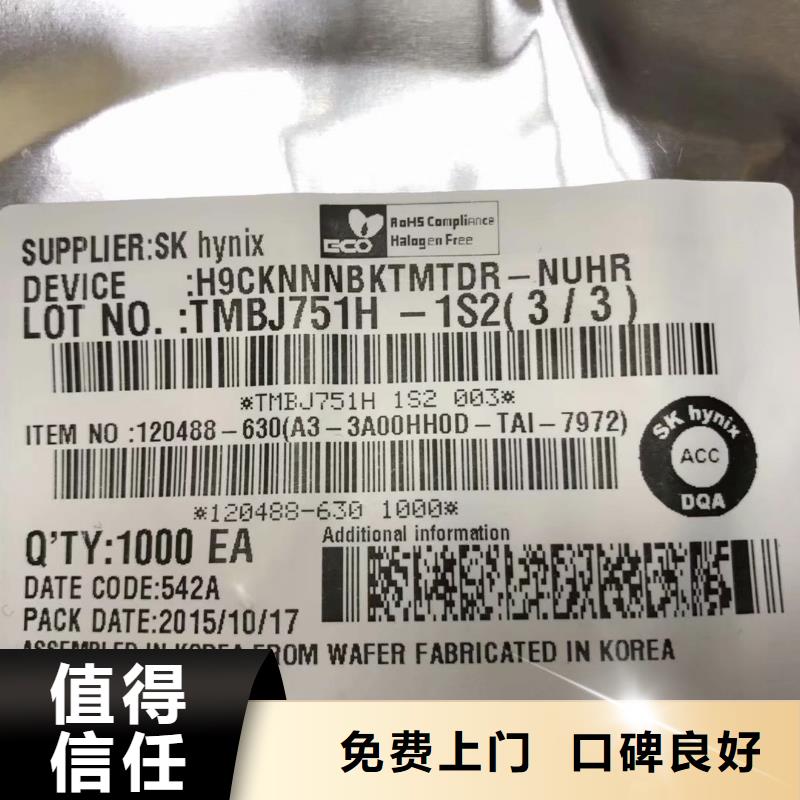 ECO RoHS Compliance
Halogen Free
SUPPLIER:SK hynix
DEVICE :H9CKNNNBKTMTDR-NUHR
LOT NO. :TMBJ751H -1S2(3/3)
*TMBJ751H 1S2 003*
ITEM NO :120488-630(A3-3A00HH0D-TAI-7972)
*120488-630 1000*
SK hynix
ACC
DQA
Q'TY:1000 EA
Additional information
DATE CODE:542A
PACK DATE:2015/10/17
ASSEMBLED IN KOREA FROM WAFER FABRICATED IN KOREA
值得
信任
免费上门 口碑良好